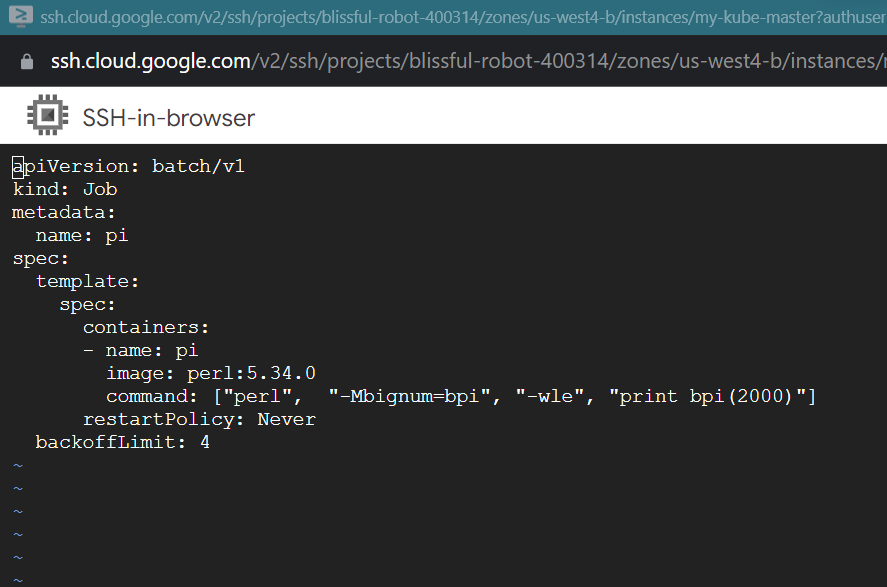 ssh.cloud.google.com/v2/ssh/projects/blissful-robot-400314/zones/us-west4-b/instances/my-kube-master?authuser
ssh.cloud.google.com/v2/ssh/projects/blissful-robot-400314/zones/us-west4-b/instances/
SSH-in-browser
apiVersion: batch/v1
kind: Job
metadata:
  name: pi
spec:
  template:
    spec:
      containers:
      - name: pi
        image: perl:5.34.0
        command: ["perl",  "-Mbignum=bpi", "-wle", "print bpi(2000)"]
      restartPolicy: Never
  backoffLimit: 4
~
~
~
~
~
~